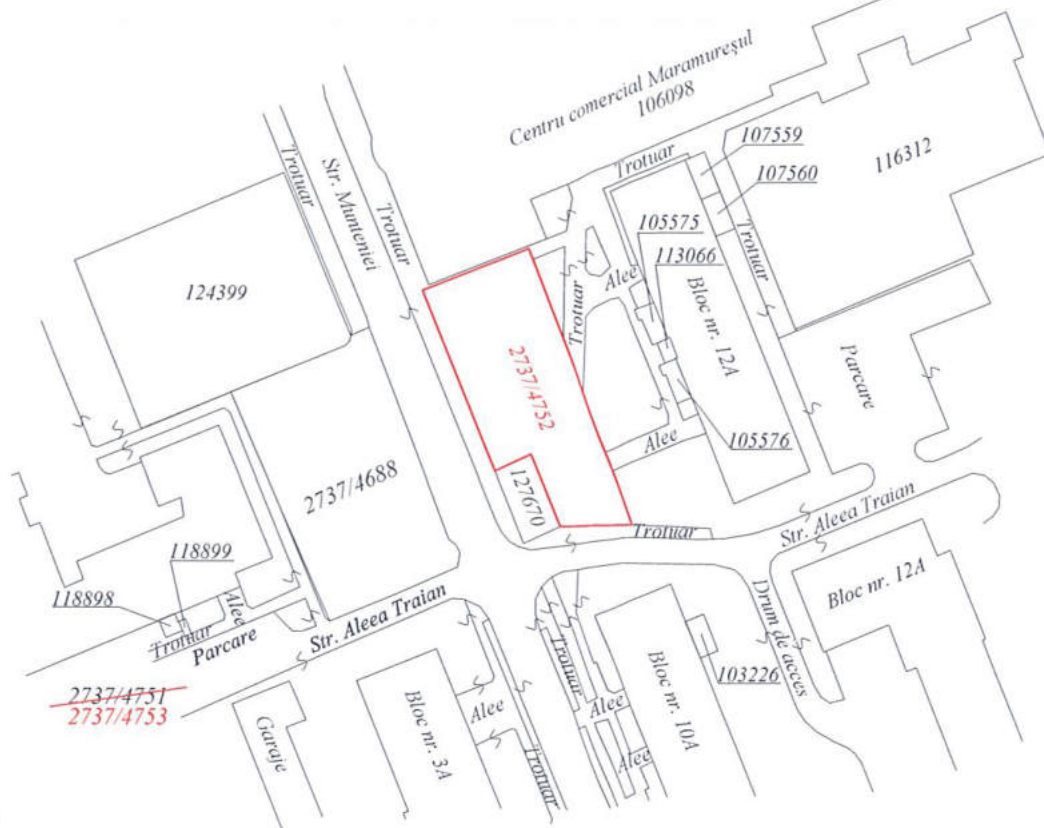 Centru comercial Maramureșul
106098
107559
107560
116312
Trotuar
Trotuar
Str. Munteniei
Trotuar
124399
105575
113066
Trotuar
Alee
Trotuar
Bloc nr. 12A
Parcare
2737/4752
Alee
105576
2737/4688
127670
Trotuar
Str. Aleea Traian
118899
118898
Alee
Trotuar
Parcare
Str. Aleea Traian
Bloc nr. 12A
Drum de acces
2737/4751
2737/4753
Garaje
Bloc nr. 3A
Alee
Trotuar
Trotuar
Alee
Alee
Bloc nr. 10A
103226